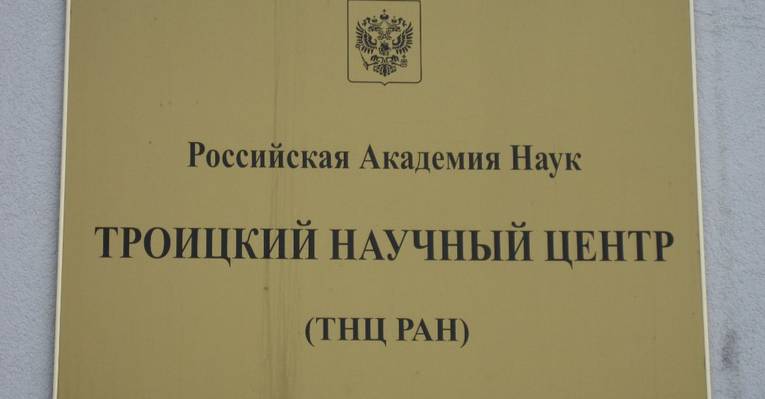 Российская Академия Наук
ТРОИЦКИЙ НАУЧНЫЙ ЦЕНТР
(ТНЦ РАН)